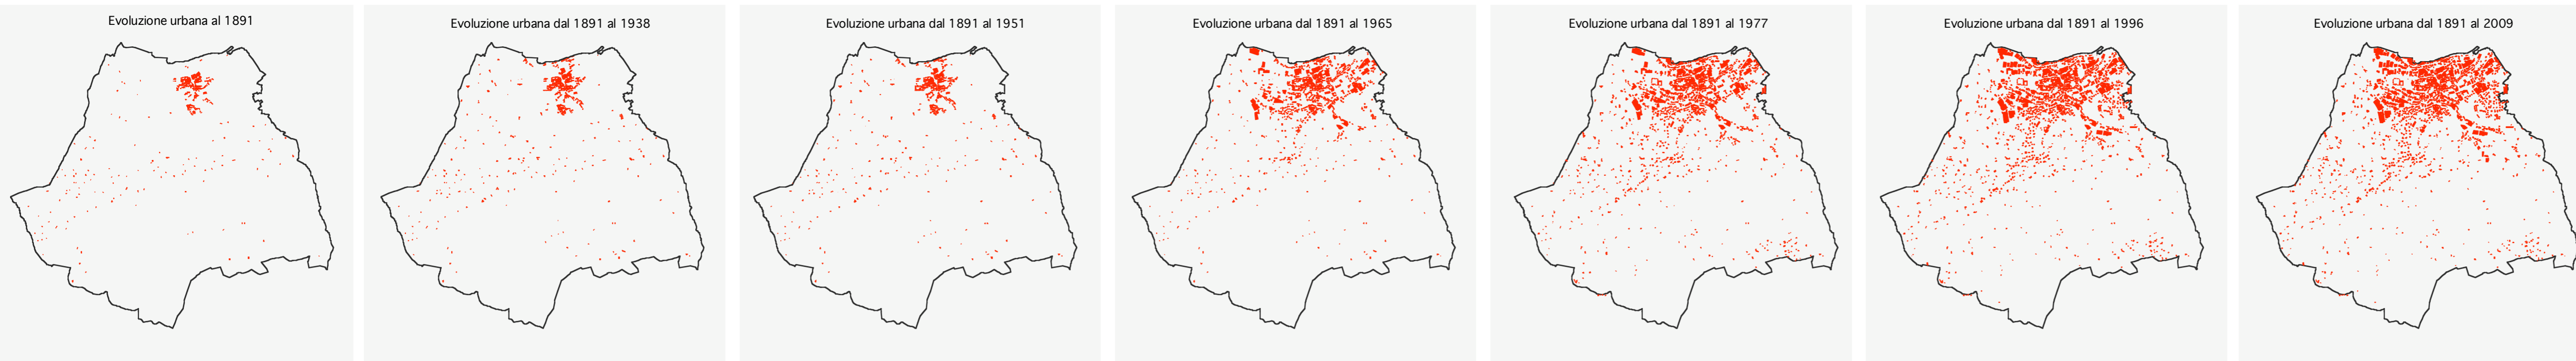 Evoluzione urbana al 1891
Evoluzione urbana dal 1891 al 1938
Evoluzione urbana dal 1891 al 1951
Evoluzione urbana dal 1891 al 1965
Evoluzione urbana dal 1891 al 1977
Evoluzione urbana dal 1891 al 1996
Evoluzione urbana dal 1891 al 2009